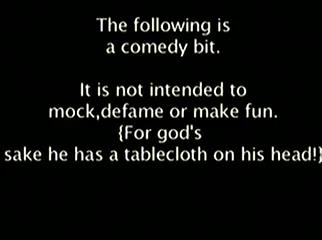 The following is
a comedy bit.
It is not intended to
mock,defame or make fun.
{For god's
sake he has a tablecloth on his head!}